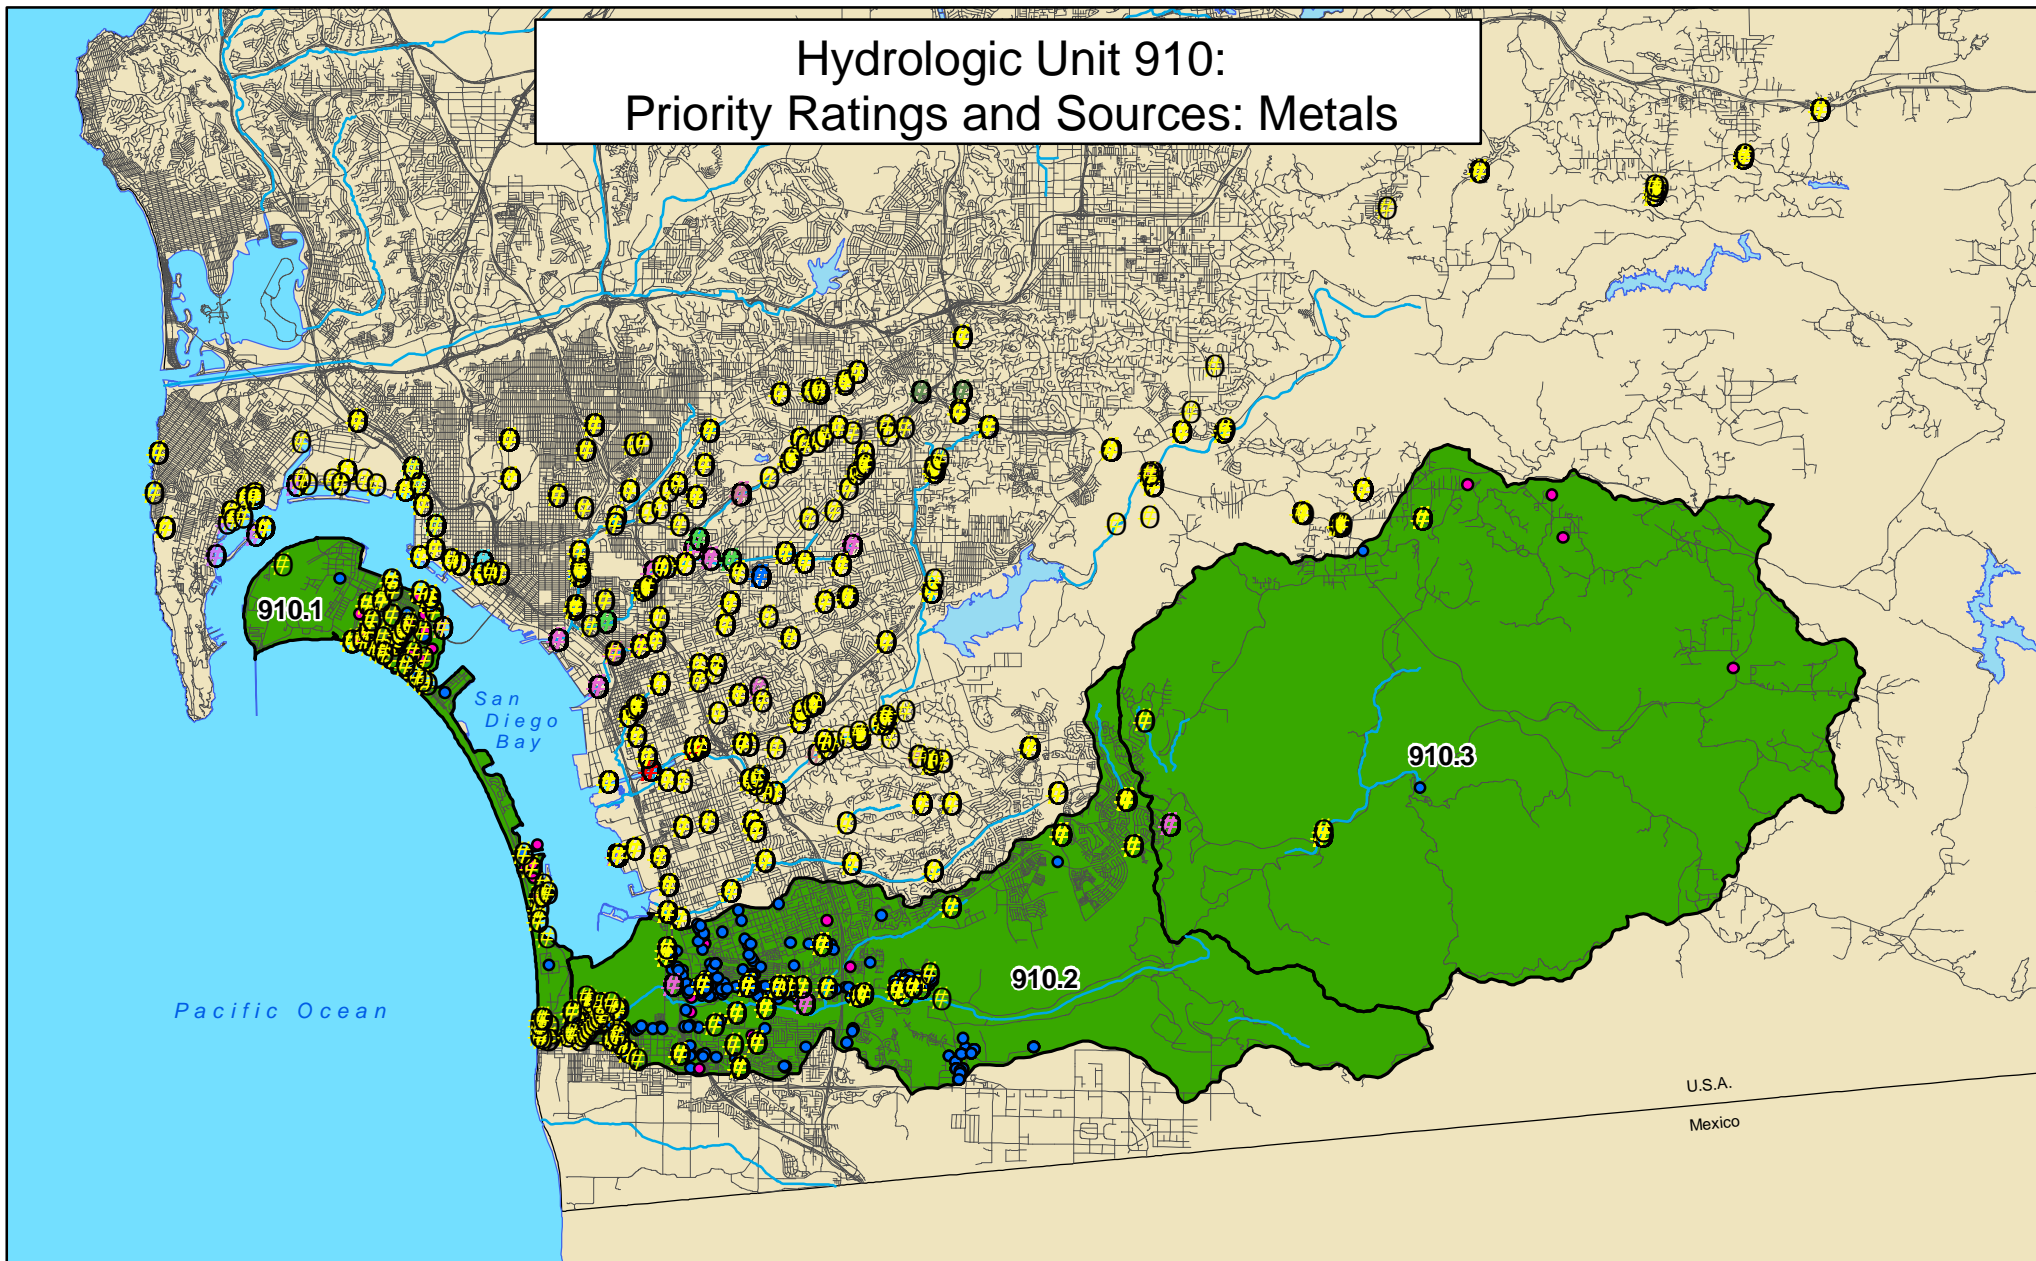 Hydrologic Unit 910:
Priority Ratings and Sources: Metals
910.1
San
Diego
Bay
910.3
910.2
Pacific Ocean
U.S.A.
Mexico